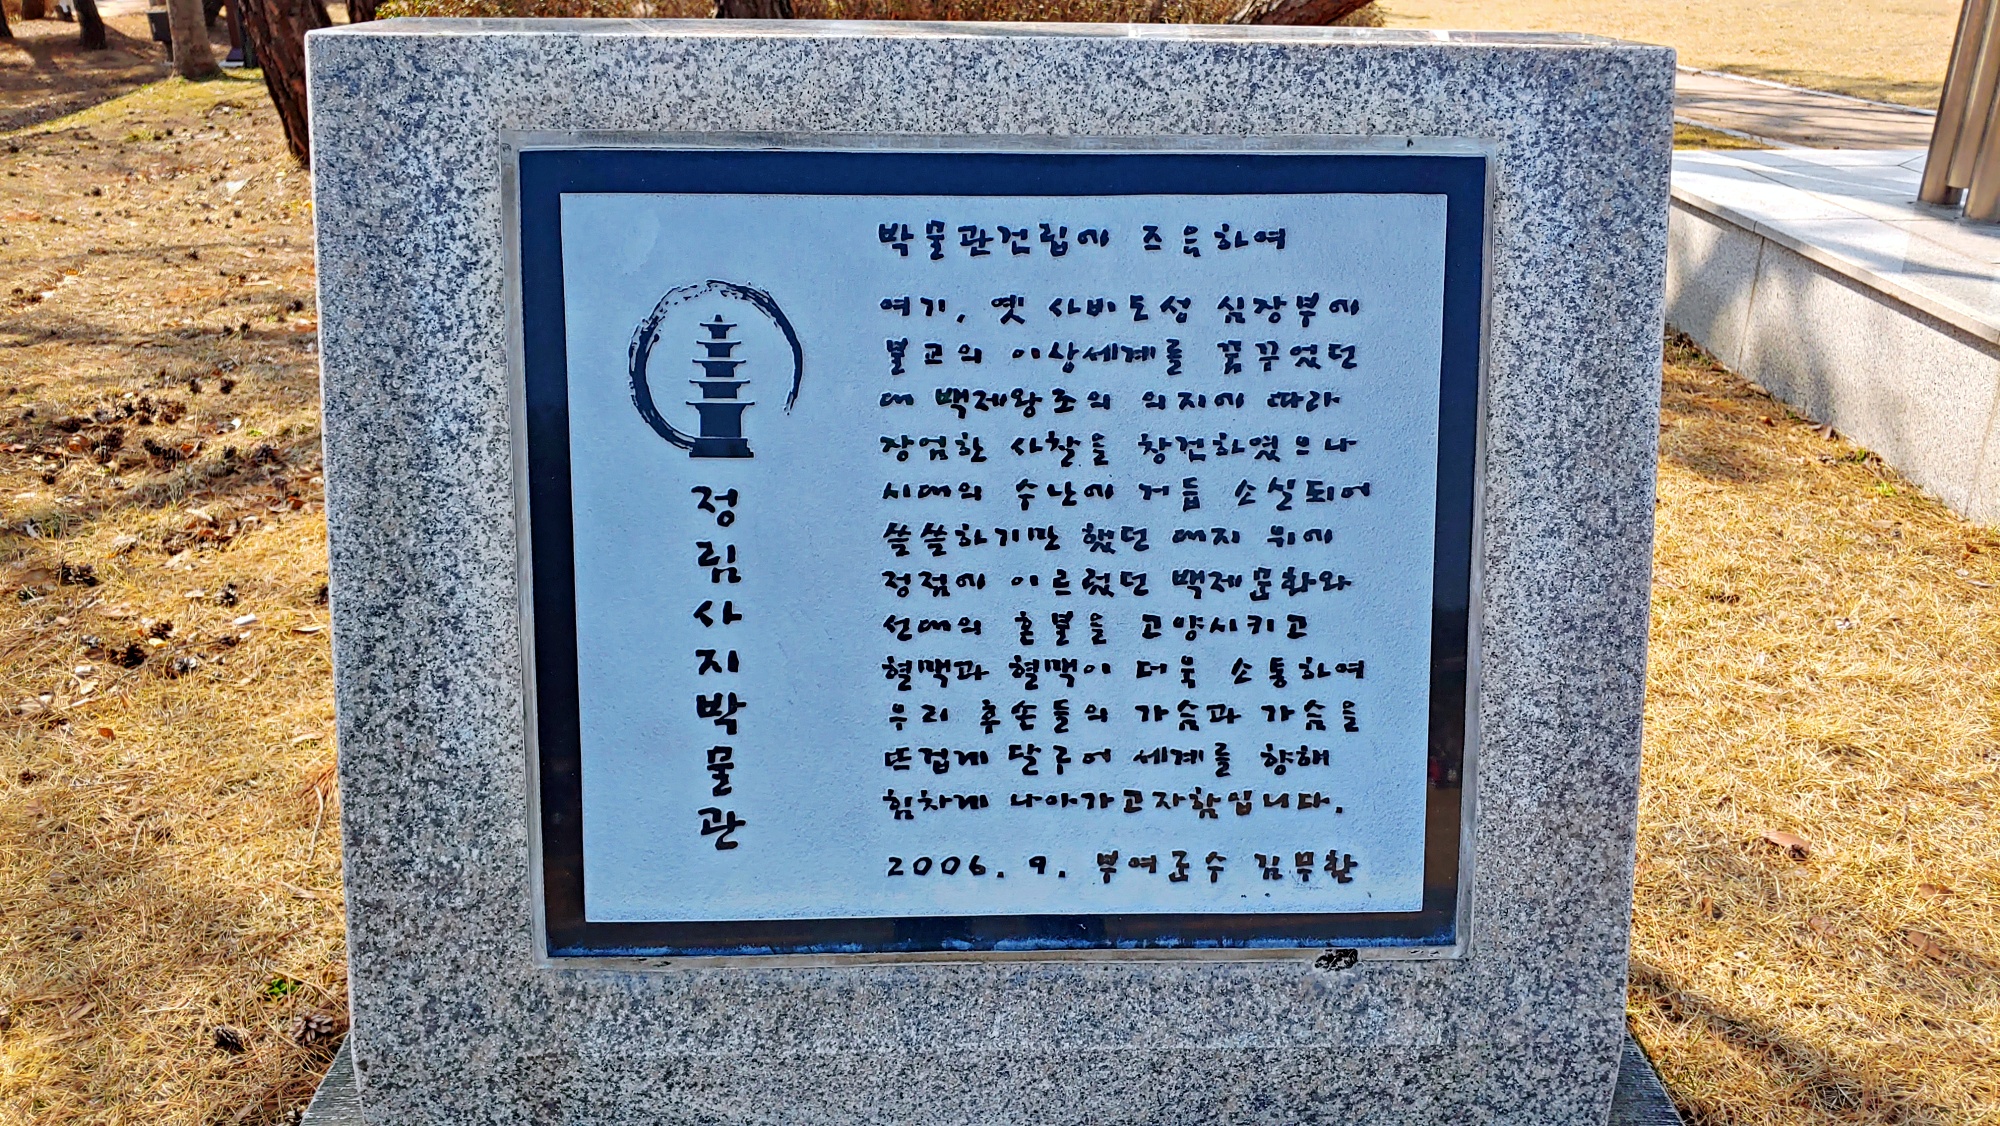 정림사지박물관
박물관건립에 즈음하여
여기, 옛 사비도성 심장부에
불교의 이상세계를 꿈꾸었던
대 백제왕조의 의지에 따라
장엄한 사찰을 창건하였으나
시대의 수난에 거듭 소실되어
쓸쓸하기만 했던 대지 위에
정점에 이르렀던 백제문화와
선대의 혼불을 고양시키고
혈맥과 혈맥이 더욱 소통하여
우리 후손들의 가슴과 가슴을
뜨겁게 달구어 세계를 향해
힘차게 나아가고자함입니다.
2006. 9. 부여군수 김무환